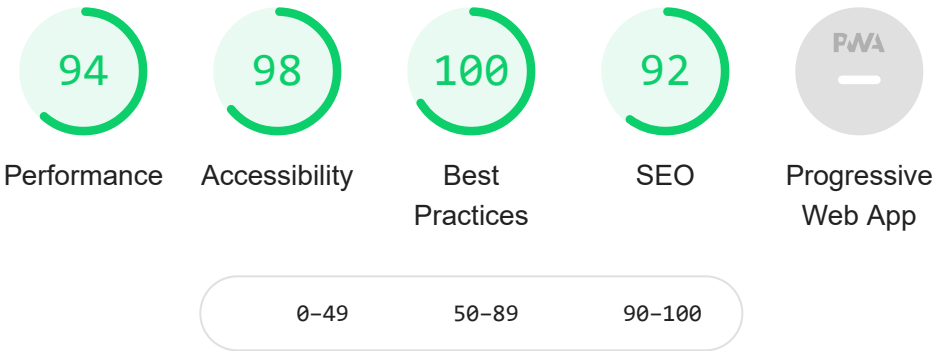 94 98 100 92 PWA
Performance Accessibility Best SEO Progressive
Practices Web App
0–49 50–89 90–100